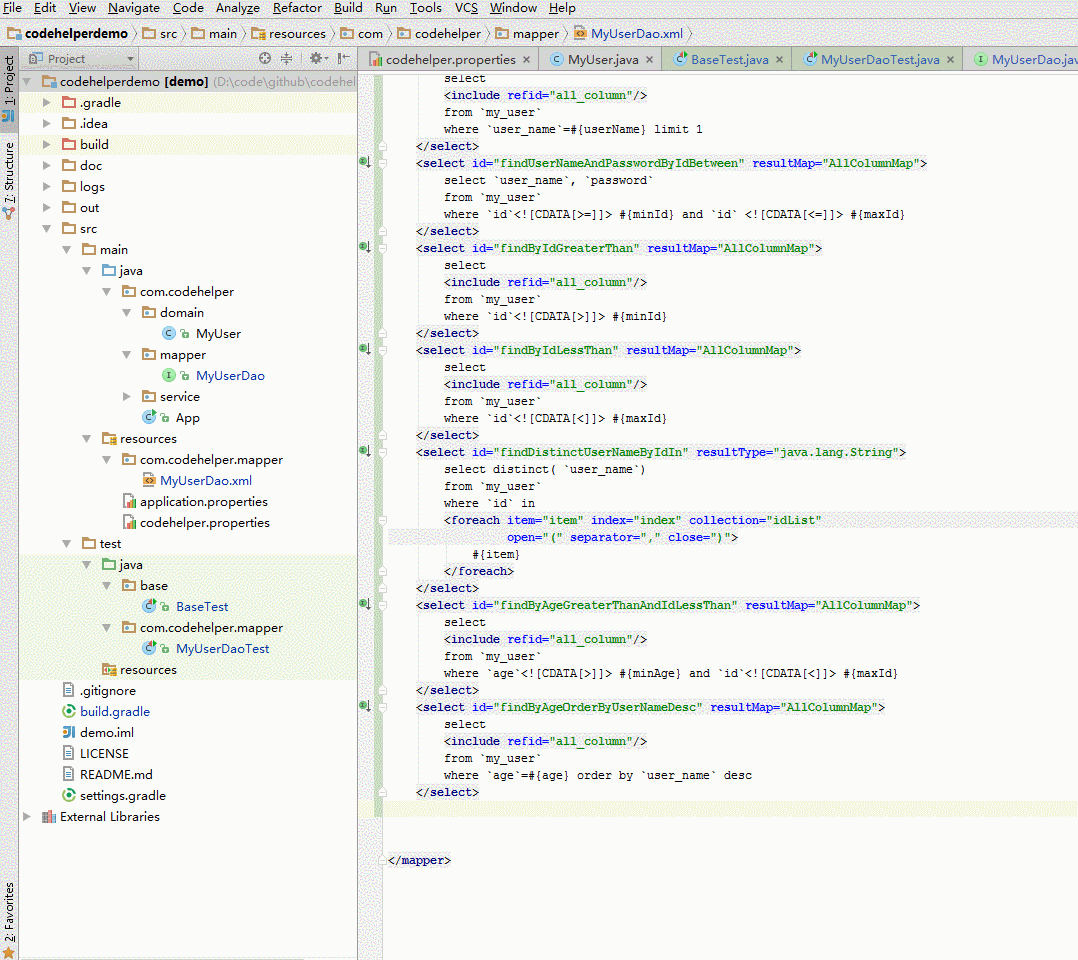 File Edit View Navigate Code Analyze Refactor Build Run Tools VCS Window Help
codehelperdemo src main resources com codehelper mapper MyUserDao.xml
Project
codehelper.properties MyUser.java BaseTest.java MyUserDaoTest.java MyUserDao.jav
1: Project
7: Structure
2: Favorites
codehelperdemo [demo] (D:\code\github\codehel
.gradle
.idea
build
doc
logs
out
src
main
java
com.codehelper
domain
MyUser
mapper
MyUserDao
service
App
resources
com.codehelper.mapper
MyUserDao.xml
application.properties
codehelper.properties
test
java
base
BaseTest
com.codehelper.mapper
MyUserDaoTest
resources
.gitignore
build.gradle
demo.iml
LICENSE
README.md
settings.gradle
External Libraries
select
<include refid="all_column"/>
from `my_user`
where `user_name`=#{userName} limit 1
</select>
<select id="findUserNameAndPasswordByIdBetween" resultMap="AllColumnMap">
select `user_name`, `password`
from `my_user`
where `id`<![CDATA[>=]]> #{minId} and `id` <![CDATA[<=]]> #{maxId}
</select>
<select id="findByIdGreaterThan" resultMap="AllColumnMap">
select
<include refid="all_column"/>
from `my_user`
where `id`<![CDATA[>]]> #{minId}
</select>
<select id="findByIdLessThan" resultMap="AllColumnMap">
select
<include refid="all_column"/>
from `my_user`
where `id`<![CDATA[<]]> #{maxId}
</select>
<select id="findDistinctUserNameByIdIn" resultType="java.lang.String">
select distinct( `user_name`)
from `my_user`
where `id` in
<foreach item="item" index="index" collection="idList"
open="(" separator="," close=")">
#{item}
</foreach>
</select>
<select id="findByAgeGreaterThanAndIdLessThan" resultMap="AllColumnMap">
select
<include refid="all_column"/>
from `my_user`
where `age`<![CDATA[>]]> #{minAge} and `id`<![CDATA[<]]> #{maxId}
</select>
<select id="findByAgeOrderByUserNameDesc" resultMap="AllColumnMap">
select
<include refid="all_column"/>
from `my_user`
where `age`=#{age} order by `user_name` desc
</select>
</mapper>